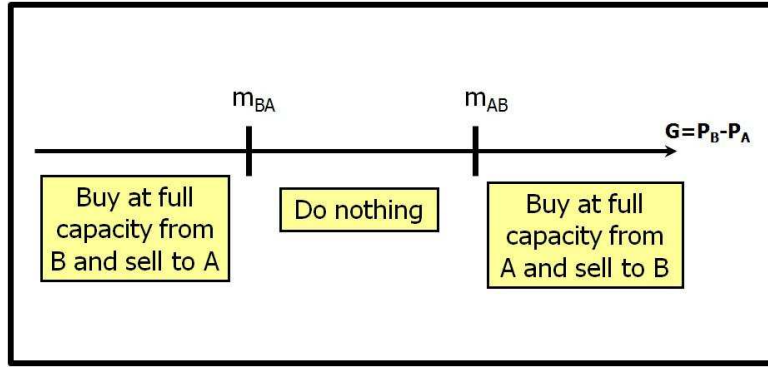 m_BA
m_AB
G=P_B-P_A
Buy at full
capacity from
B and sell to A
Do nothing
Buy at full
capacity from
A and sell to B